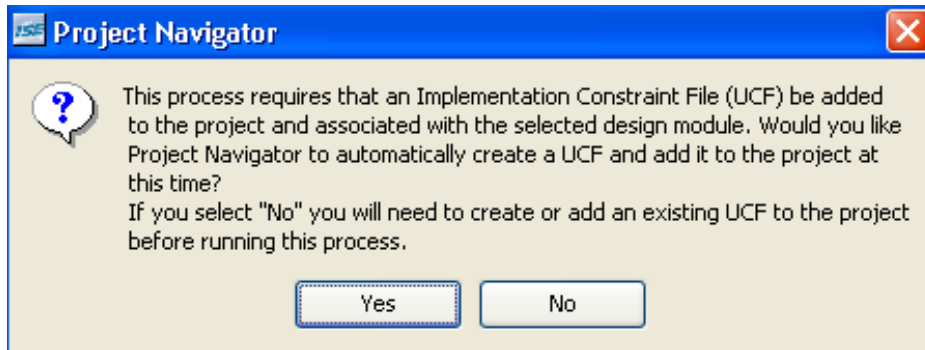 ISE Project Navigator
?
This process requires that an Implementation Constraint File (UCF) be added
to the project and associated with the selected design module. Would you like
Project Navigator to automatically create a UCF and add it to the project at
this time?
If you select "No" you will need to create or add an existing UCF to the project
before running this process.
Yes No